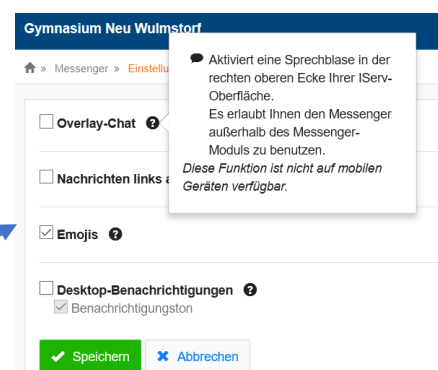 Gymnasium Neu Wulmstorf
» Messenger » Einstellu
Aktiviert eine Sprechblase in der
rechten oberen Ecke Ihrer IServ-
Oberfläche.
Es erlaubt Ihnen den Messenger
außerhalb des Messenger-
Moduls zu benutzen.
Diese Funktion ist nicht auf mobilen
Geräten verfügbar.
Overlay-Chat
Nachrichten links a
Emojis
Desktop-Benachrichtigungen
Benachrichtigungston
Speichern Abbrechen